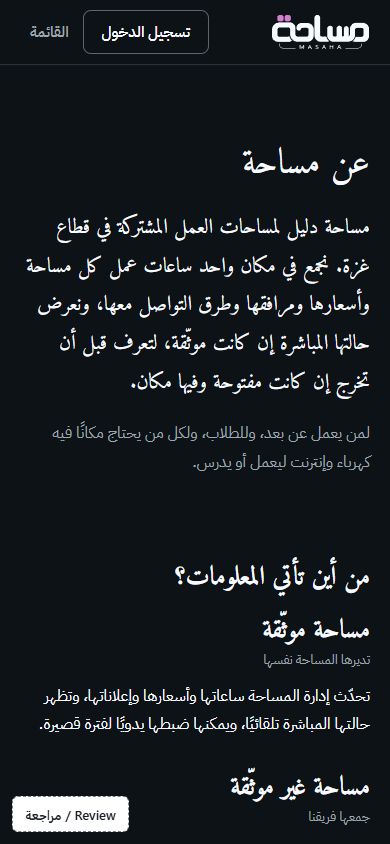 مساحة
MASAHA
تسجيل الدخول
القائمة
عن مساحة
مساحة دليل لمساحات العمل المشتركة في قطاع
غزة. نجمع في مكان واحد ساعات عمل كل مساحة
وأسعارها ومرافقها وطرق التواصل معها، ونعرض
حالتها المباشرة إن كانت موثّقة، لتعرف قبل أن
تخرج إن كانت مفتوحة وفيها مكان.
لمن يعمل عن بعد، وللطلاب، ولكل من يحتاج مكانًا فيه
كهرباء وإنترنت ليعمل أو يدرس.
من أين تأتي المعلومات؟
مساحة موثّقة
تديرها المساحة نفسها
تحدّث إدارة المساحة ساعاتها وأسعارها وإعلاناتها، وتظهر
حالتها المباشرة تلقائيًا، ويمكنها ضبطها يدويًا لفترة قصيرة.
مساحة غير موثّقة
جمعها فريقنا
Review / مراجعة